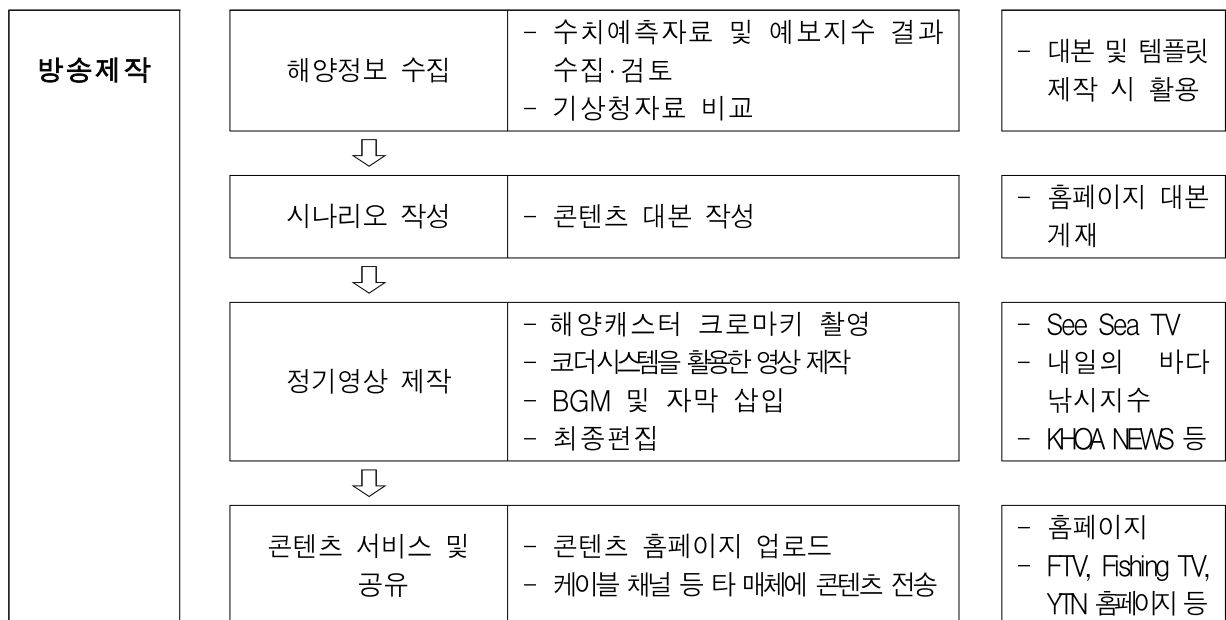 방송제작
해양정보 수집
- 수치예측자료 및 예보지수 결과
수집·검토
- 기상청자료 비교
- 대본 및 템플릿
제작 시 활용
시나리오 작성
- 콘텐츠 대본 작성
- 홈페이지 대본
게재
정기영상 제작
- 해양캐스터 크로마키 촬영
- 코더시스템을 활용한 영상 제작
- BGM 및 자막 삽입
- 최종편집
- See Sea TV
- 내일의 바다
낚시지수
- KHOA NEWS 등
콘텐츠 서비스 및
공유
- 콘텐츠 홈페이지 업로드
- 케이블 채널 등 타 매체에 콘텐츠 전송
- 홈페이지
- FTV, Fishing TV,
YTN 홈페이지 등